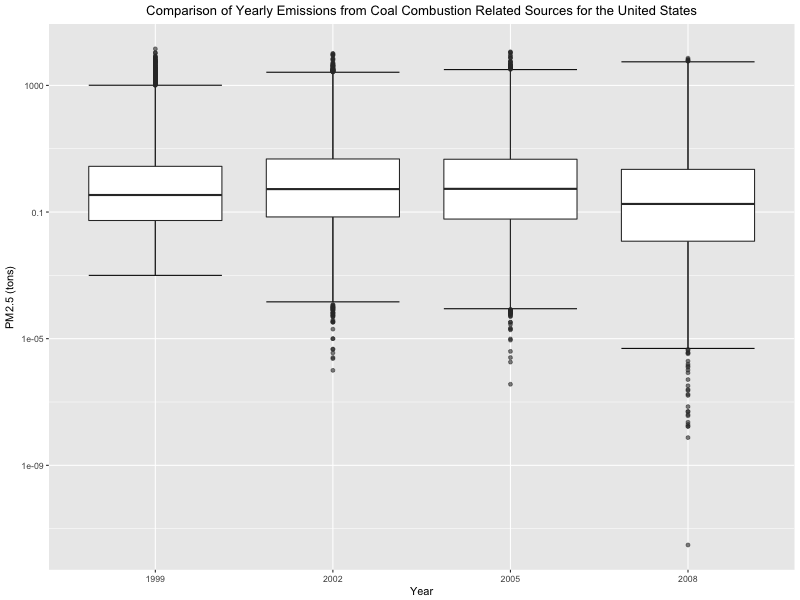 Comparison of Yearly Emissions from Coal Combustion Related Sources for the United States
PM2.5 (tons)
1000
0.1
1e-05
1e-09
1999 2002 2005 2008
Year